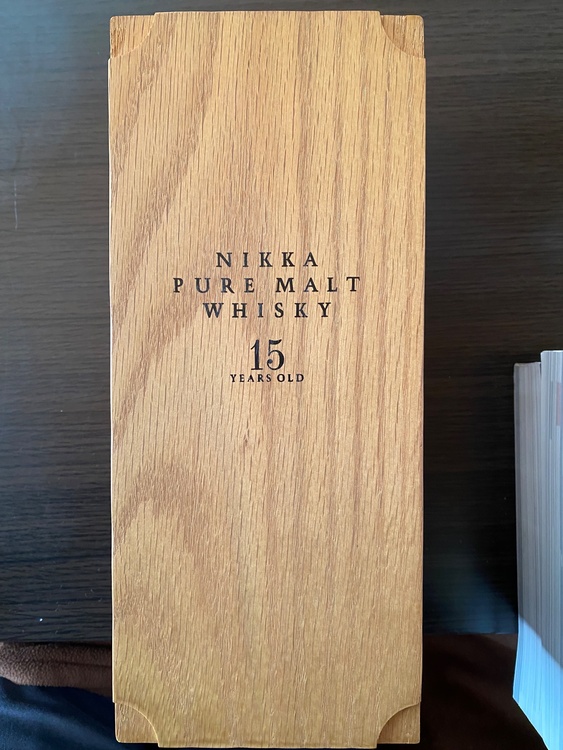 NIKKA
PURE MALT
WHISKY
15
YEARS OLD